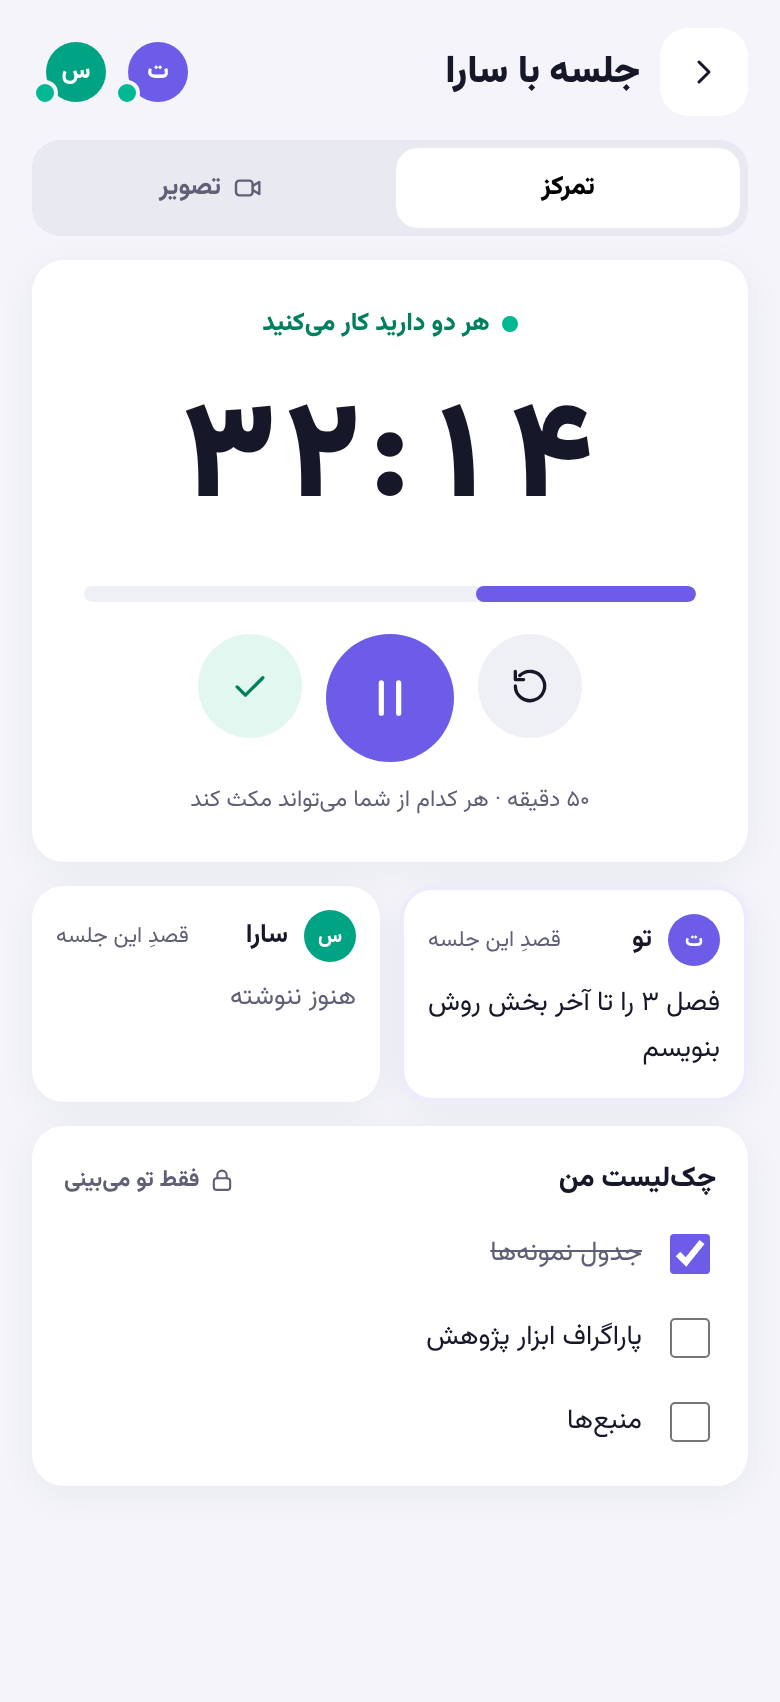 جلسه با سارا
ت
س
تمرکز
تصویر
هر دو دارید کار می‌کنید
۳۲:۱۴
۵۰ دقیقه · هر کدام از شما می‌تواند مکث کند
ت
تو
قصدِ این جلسه
فصل ۳ را تا آخر بخش روش
بنویسم
س
سارا
قصدِ این جلسه
هنوز ننوشته
چک‌لیست من
فقط تو می‌بینی
جدول نمونه‌ها
پاراگراف ابزار پژوهش
منبع‌ها